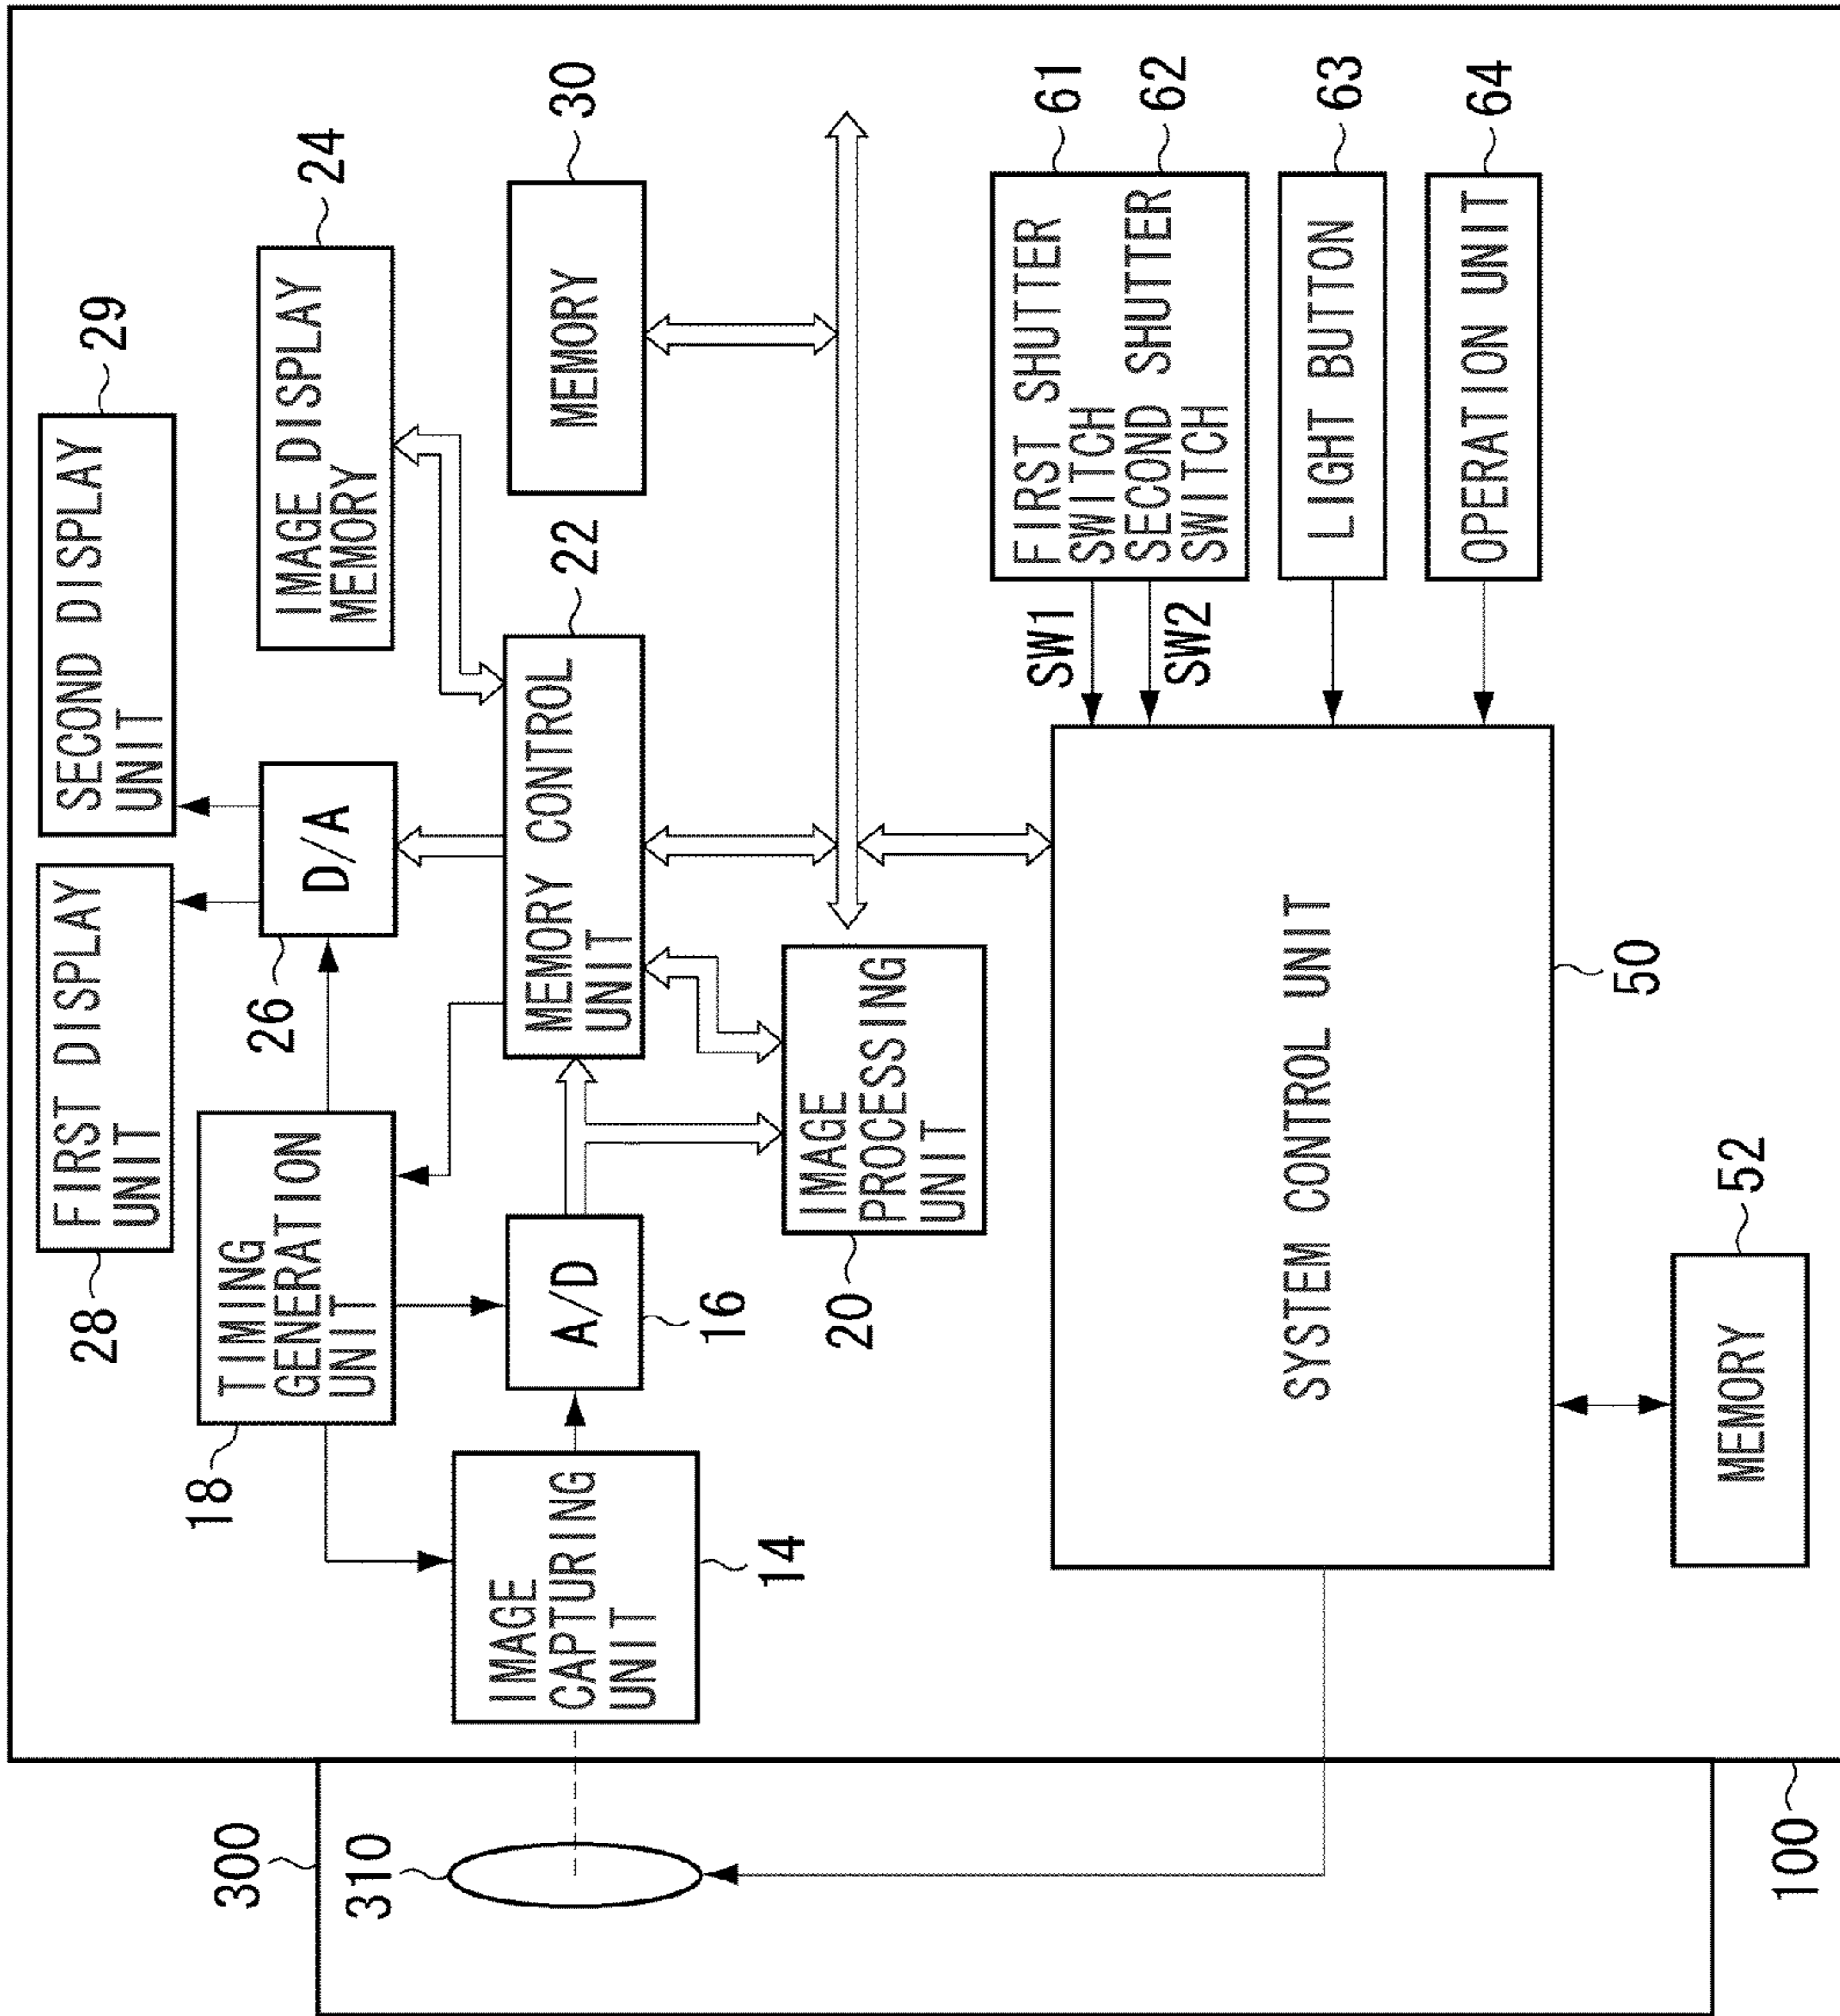 300
310
100
FIRST DISPLAY
UNIT
28
SECOND DISPLAY
UNIT
29
TIMING
GENERATION
UNIT
18
D/A
26
IMAGE DISPLAY
MEMORY
24
IMAGE
CAPTURING
UNIT
14
A/D
16
MEMORY CONTROL
UNIT
22
MEMORY
30
IMAGE
PROCESSING
UNIT
20
SYSTEM CONTROL UNIT
50
SW1
SW2
FIRST SHUTTER
SWITCH
SECOND SHUTTER
SWITCH
61
62
LIGHT BUTTON
63
OPERATION UNIT
64
MEMORY
52